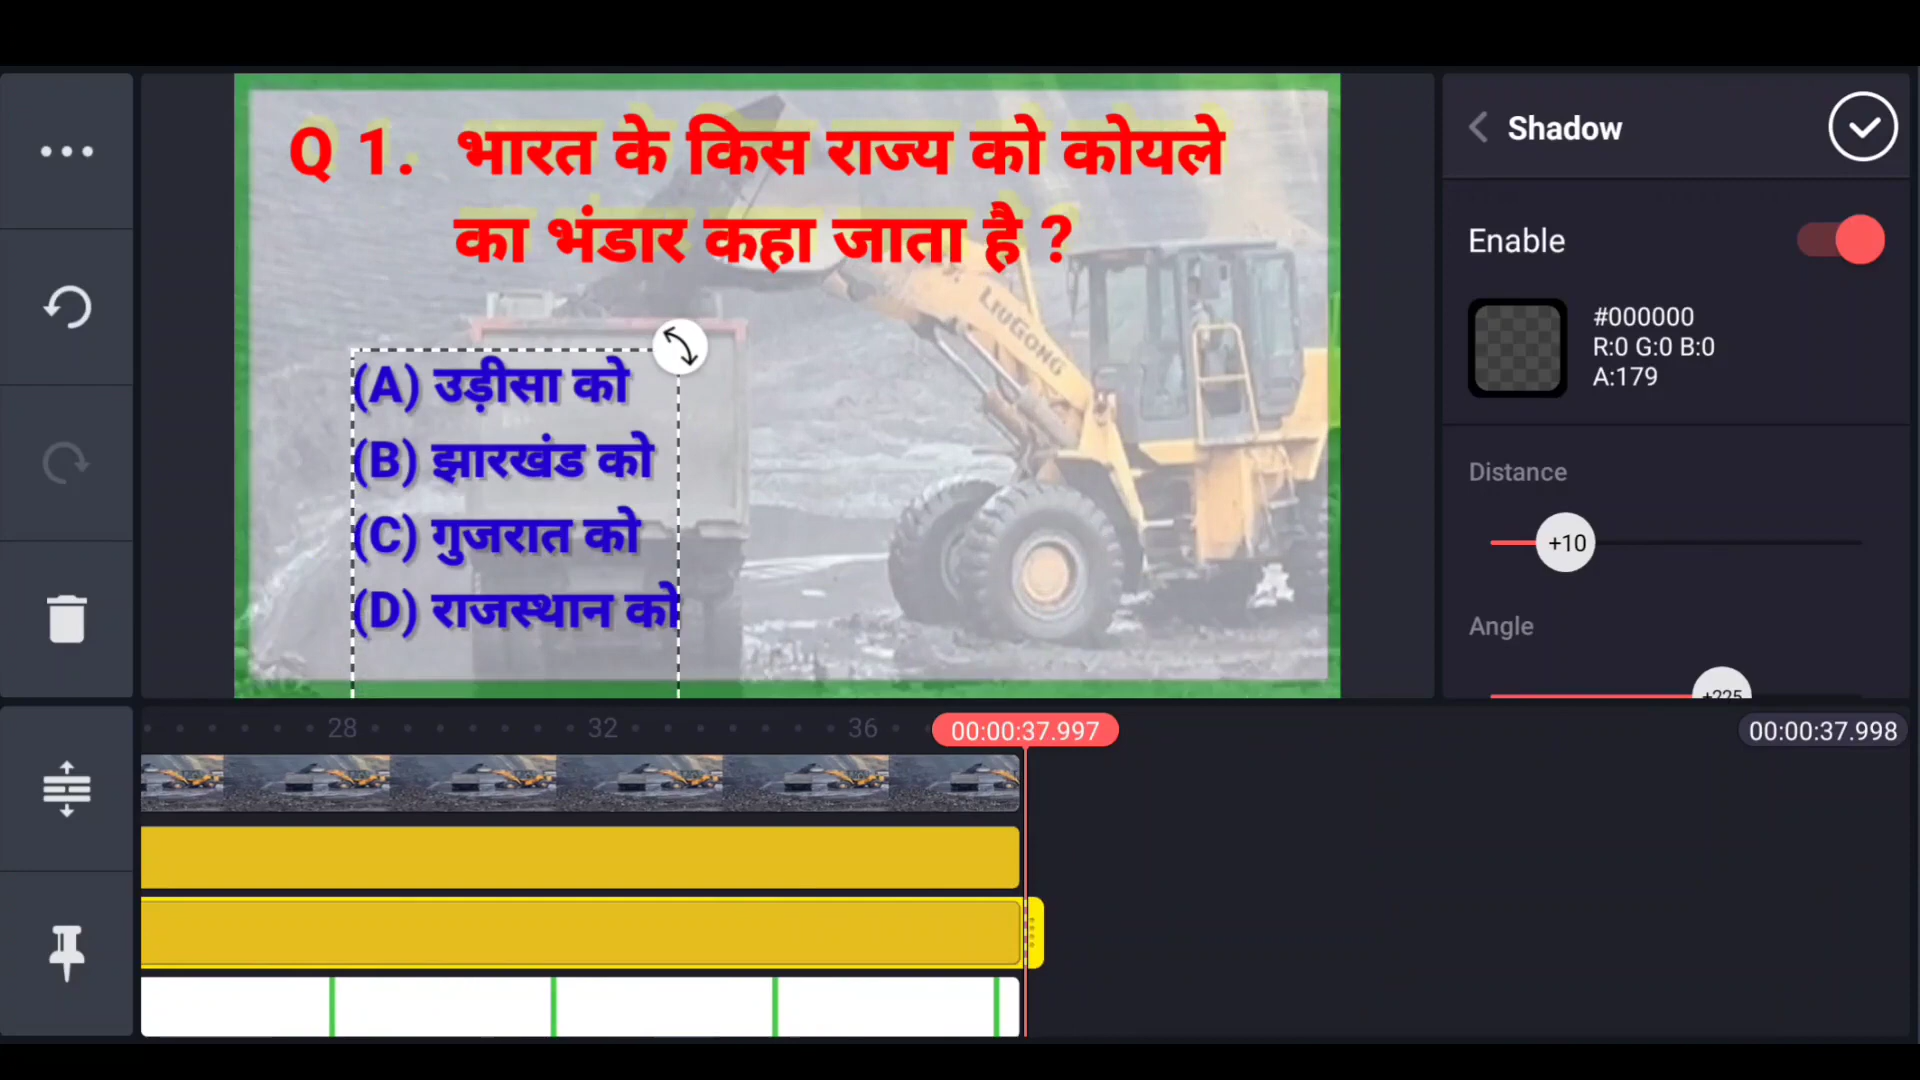 Q 1. भारत के किस राज्य को कोयले
का भंडार कहा जाता है ?
LIUGONG
(A) उड़ीसा को
(B) झारखंड को
(C) गुजरात को
(D) राजस्थान को
Shadow
Enable
#000000
R:0 G:0 B:0
A:179
Distance
+10
Angle
+225
28 32 36 00:00:37.997 00:00:37.998